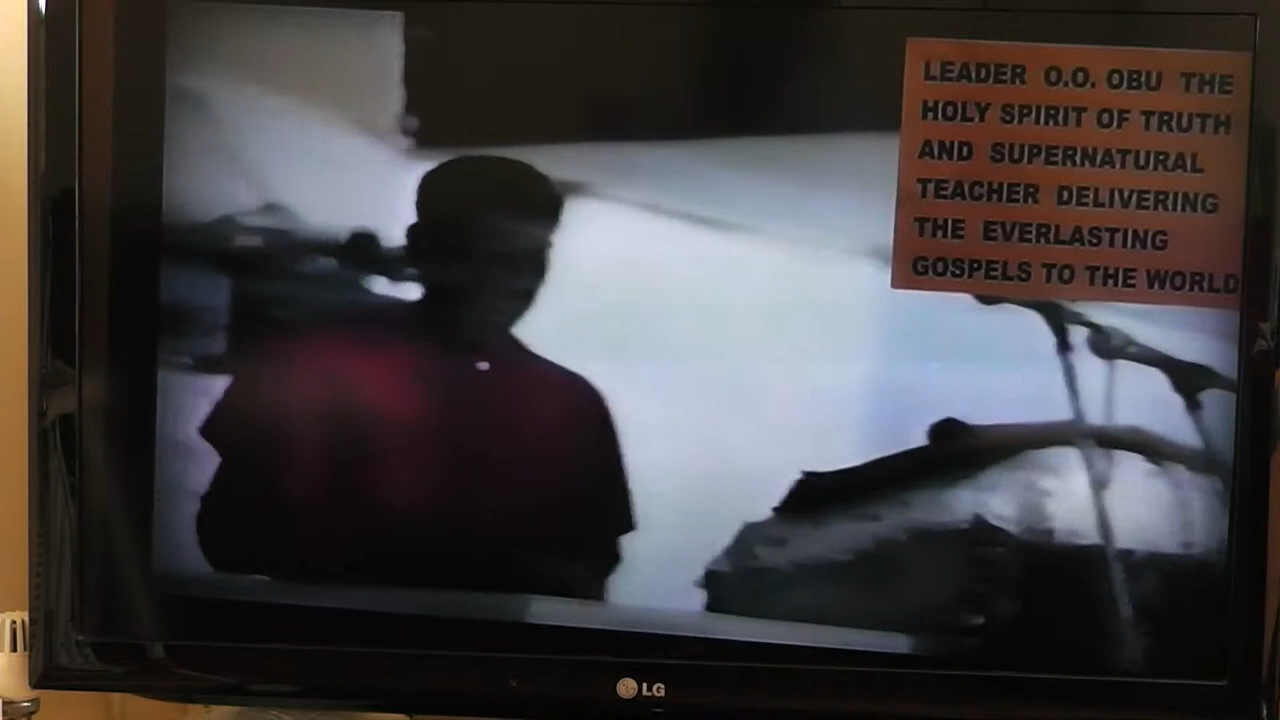 LEADER O.O. OBU THE
HOLY SPIRIT OF TRUTH
AND SUPERNATURAL
TEACHER DELIVERING
THE EVERLASTING
GOSPELS TO THE WORLD
LG